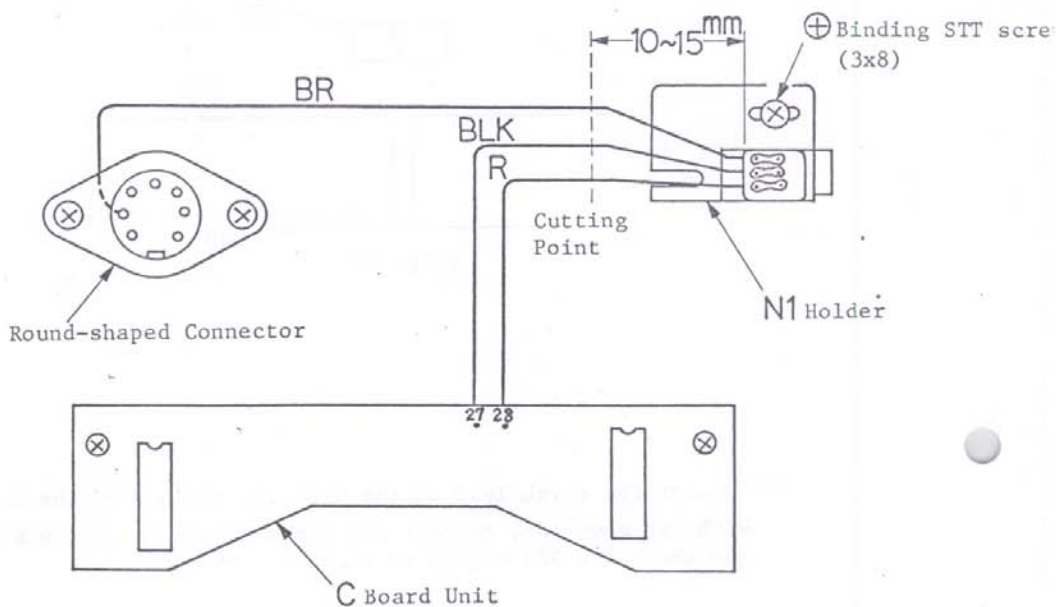 10~15mm
⊕ Binding STT scre
(3x8)
BR
BLK
R
Cutting
Point
N1 Holder
Round-shaped Connector
27 28
C Board Unit